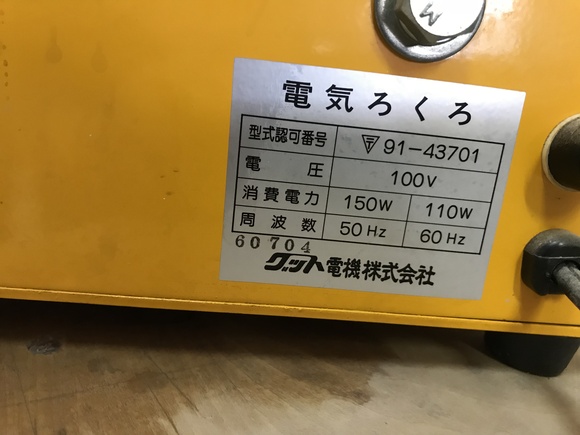 電気ろくろ
型式認可番号 〒 91-43701
電圧 100V
消費電力 150W 110W
周波数 50Hz 60Hz
60704
グット電機株式会社
M